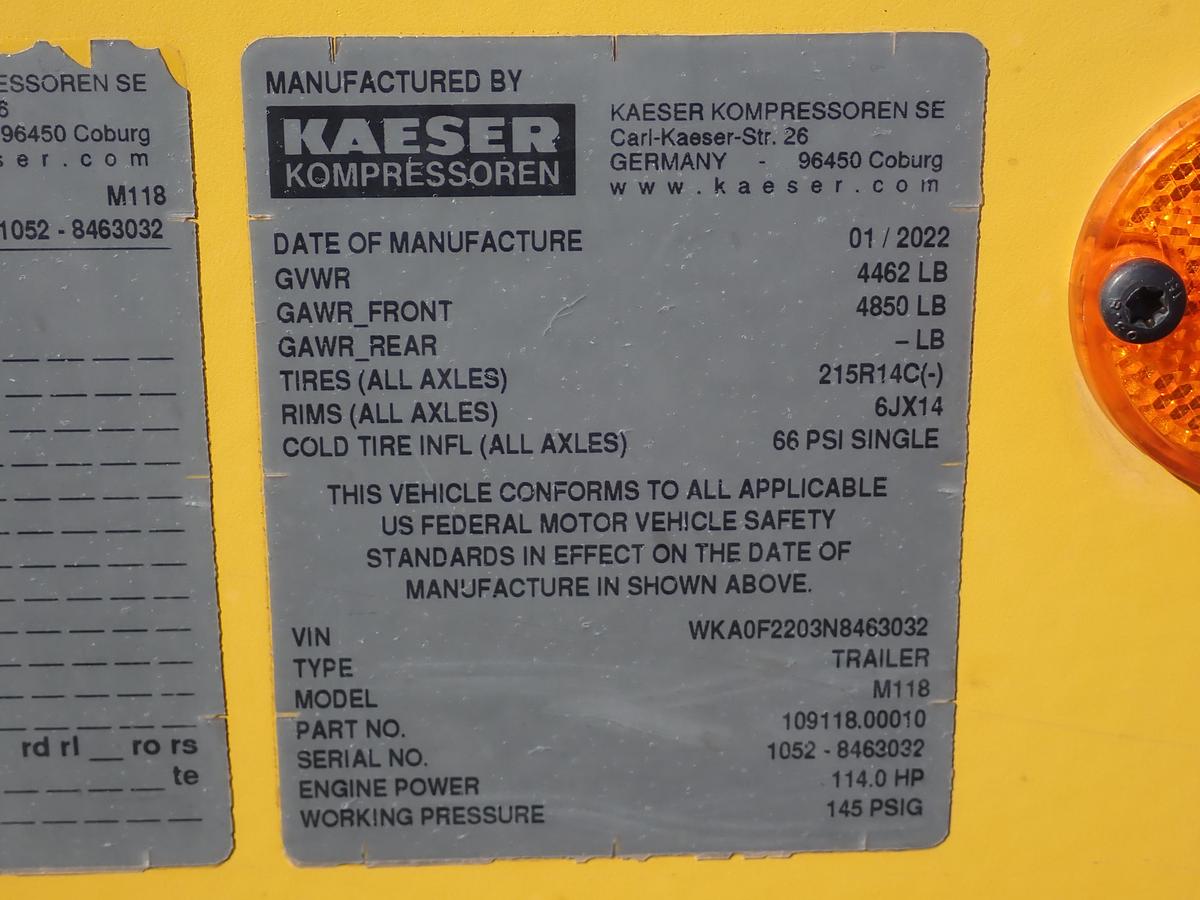 ESSOREN SE
6
96450 Coburg
ser.com
M118
1052 - 8463032
rd rl __ ro rs
te
MANUFACTURED BY
KAESER
KOMPRESSOREN
KAESER KOMPRESSOREN SE
Carl-Kaeser-Str. 26
GERMANY - 96450 Coburg
www.kaeser.com
DATE OF MANUFACTURE 01 / 2022
GVWR 4462 LB
GAWR_FRONT 4850 LB
GAWR_REAR – LB
TIRES (ALL AXLES) 215R14C(-)
RIMS (ALL AXLES) 6JX14
COLD TIRE INFL (ALL AXLES) 66 PSI SINGLE
THIS VEHICLE CONFORMS TO ALL APPLICABLE
US FEDERAL MOTOR VEHICLE SAFETY
STANDARDS IN EFFECT ON THE DATE OF
MANUFACTURE IN SHOWN ABOVE.
VIN WKA0F2203N8463032
TYPE TRAILER
MODEL M118
PART NO. 109118.00010
SERIAL NO. 1052 - 8463032
ENGINE POWER 114.0 HP
WORKING PRESSURE 145 PSIG